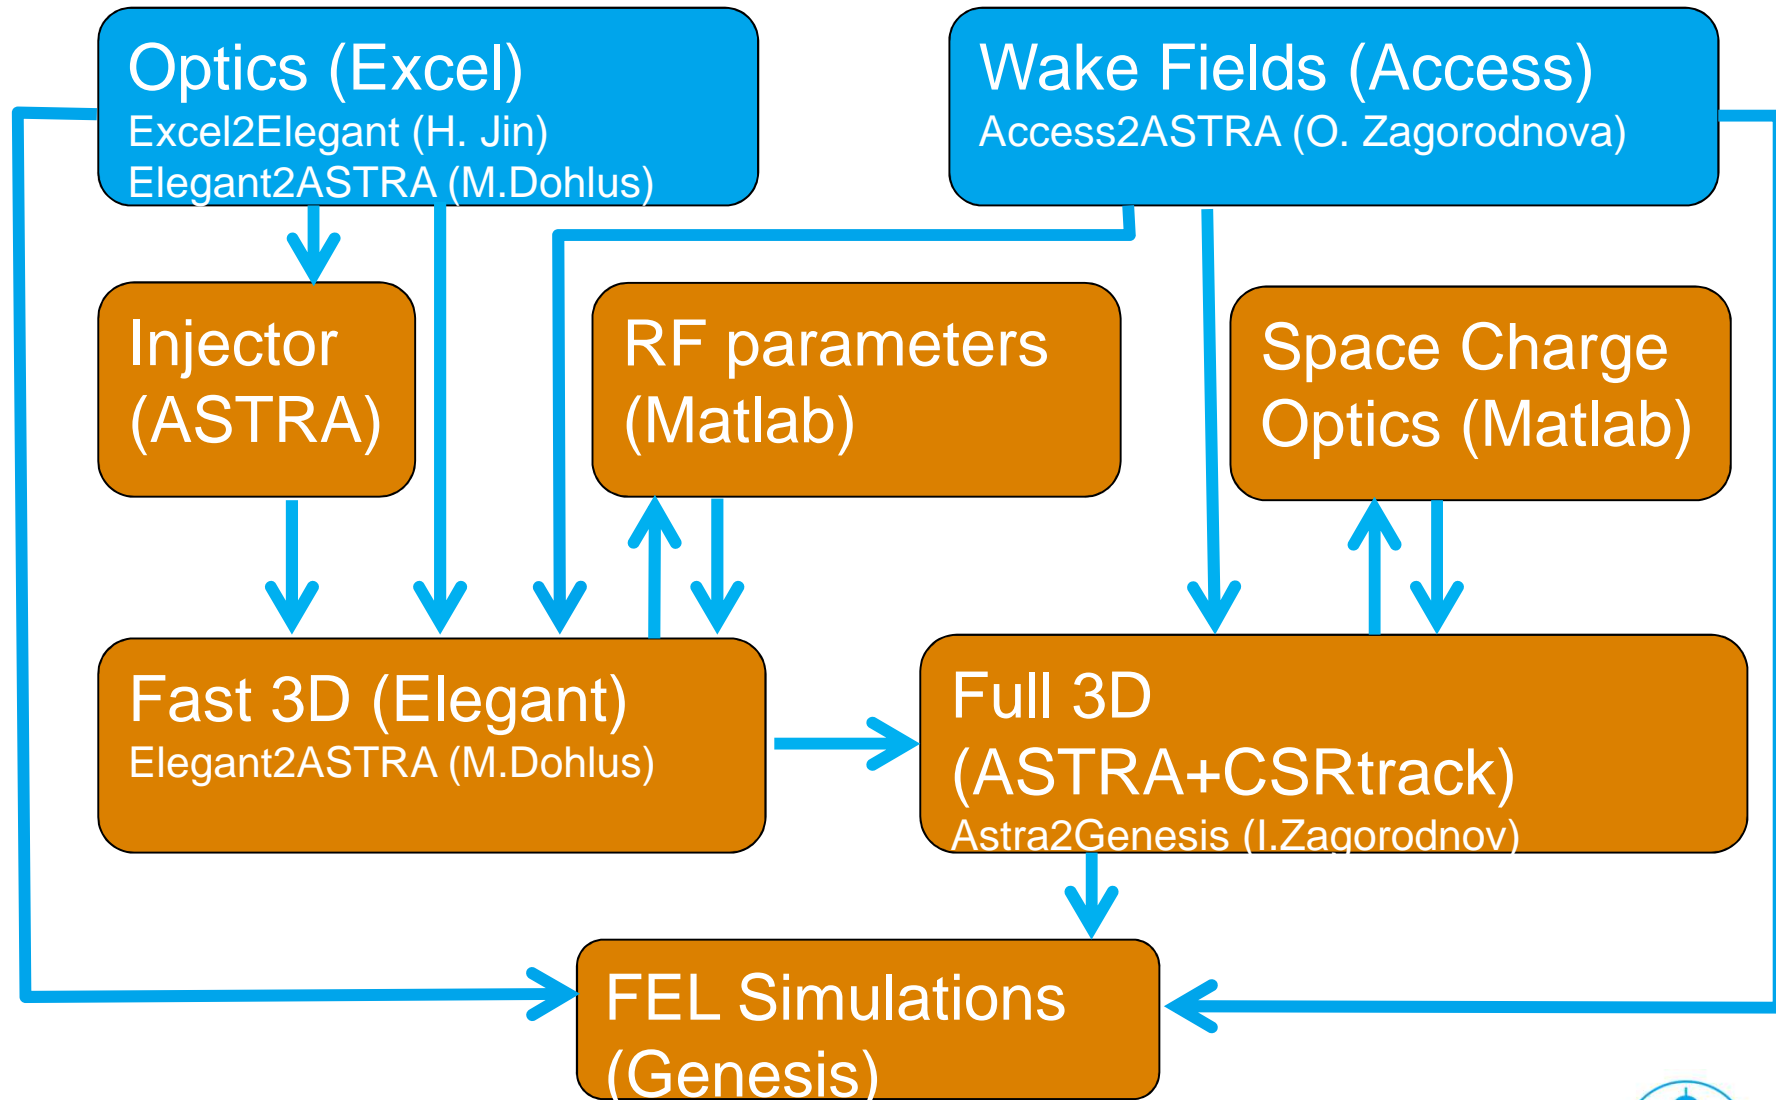 Optics (Excel)
Excel2Elegant (H. Jin)
Elegant2ASTRA (M.Dohlus)
Wake Fields (Access)
Access2ASTRA (O. Zagorodnova)
Injector
(ASTRA)
RF parameters
(Matlab)
Space Charge
Optics (Matlab)
Fast 3D (Elegant)
Elegant2ASTRA (M.Dohlus)
Full 3D
(ASTRA+CSRtrack)
Astra2Genesis (I.Zagorodnov)
FEL Simulations
(Genesis)